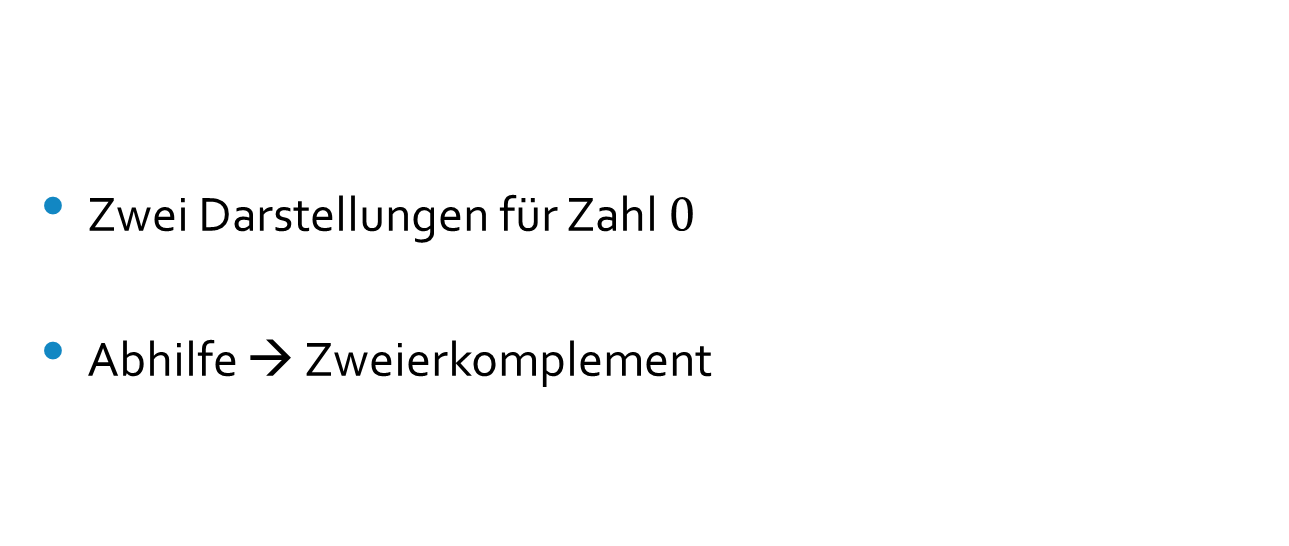 • Zwei Darstellungen für Zahl 0
• Abhilfe → Zweierkomplement